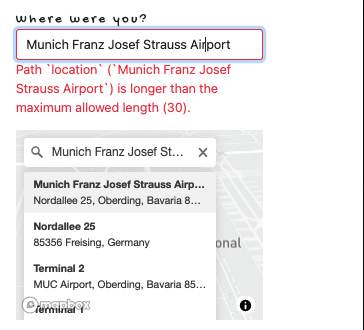 Where were you?
Munich Franz Josef Strauss Airport
Path `location` (`Munich Franz Josef
Strauss Airport`) is longer than the
maximum allowed length (30).
Munich Franz Josef St...
Munich Franz Josef Strauss Airp...
Nordallee 25, Oberding, Bavaria 8...
Nordallee 25
85356 Freising, Germany
onal
Terminal 2
MUC Airport, Oberding, Bavaria 85...
mapbox
Terminal 1